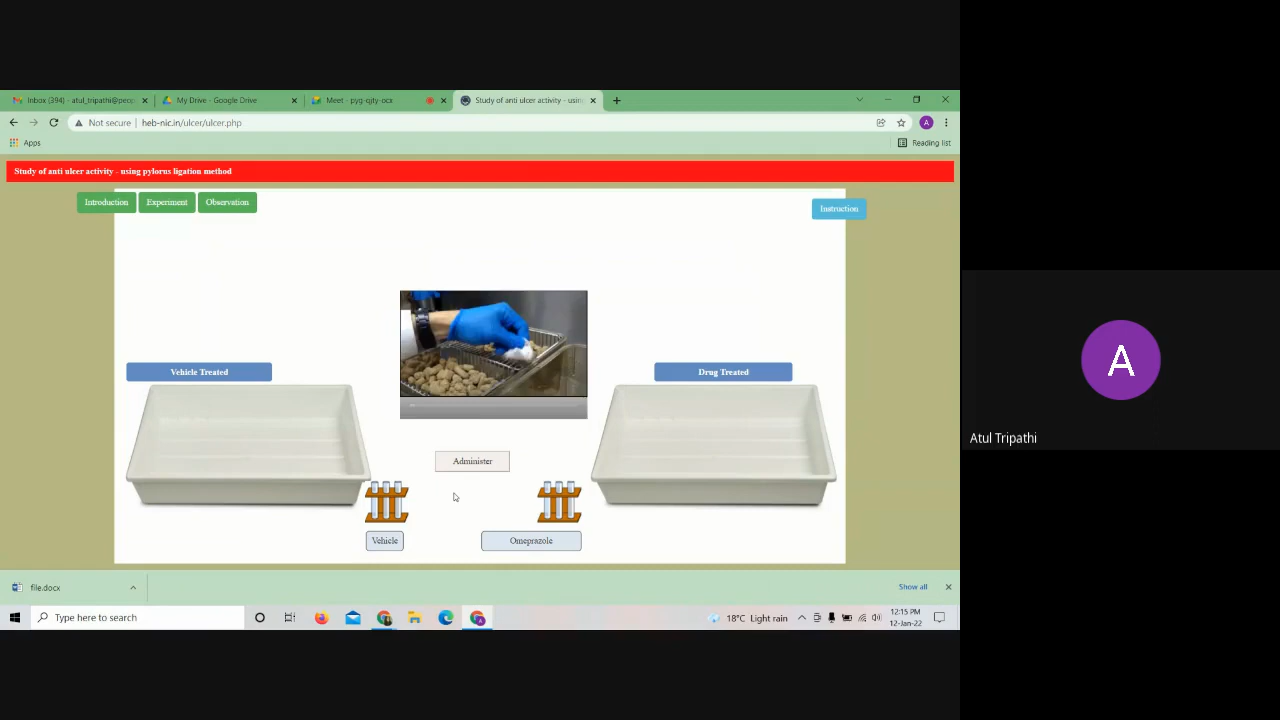 Inbox (394) - atul_tripathi@peop
My Drive - Google Drive
Meet - pyg-qjty-ocx
Study of anti ulcer activity - usin
Not secure
heb-nic.in/ulcer/ulcer.php
A
Apps
Reading list
Study of anti ulcer activity - using pylorus ligation method
Introduction
Experiment
Observation
Instruction
Vehicle Treated
Drug Treated
A
Atul Tripathi
Administer
Vehicle
Omeprazole
file.docx
Show all
Type here to search
18°C Light rain
12:15 PM
12-Jan-22